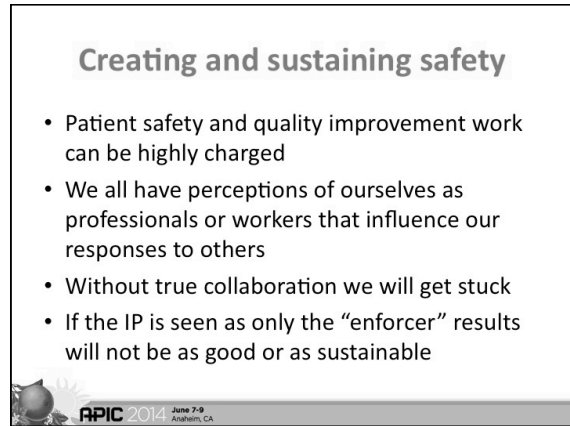 Creating and sustaining safety
• Patient safety and quality improvement work
can be highly charged
• We all have perceptions of ourselves as
professionals or workers that influence our
responses to others
• Without true collaboration we will get stuck
• If the IP is seen as only the “enforcer” results
will not be as good or as sustainable
APIC 2014 June 7-9
Anaheim, CA